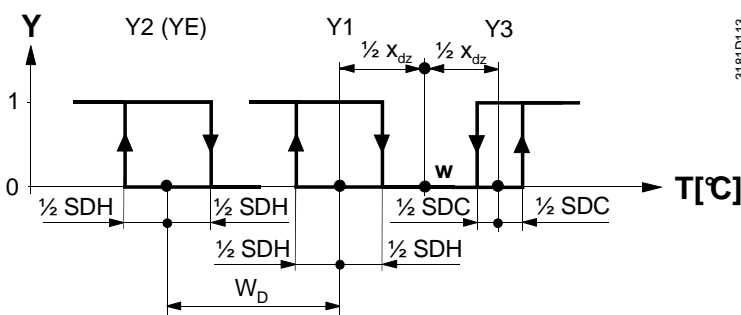 Y
Y2 (YE)
Y1
Y3
½ x_dz
½ x_dz
3181D113
1
0
w
T[°C]
½ SDH
½ SDH
½ SDC
½ SDC
½ SDH
½ SDH
W_D